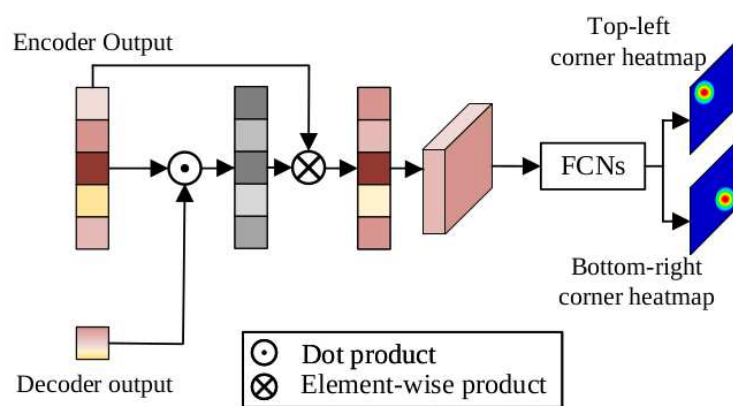 Encoder Output
Top-left
corner heatmap
FCNs
Bottom-right
corner heatmap
Decoder output
Dot product
Element-wise product